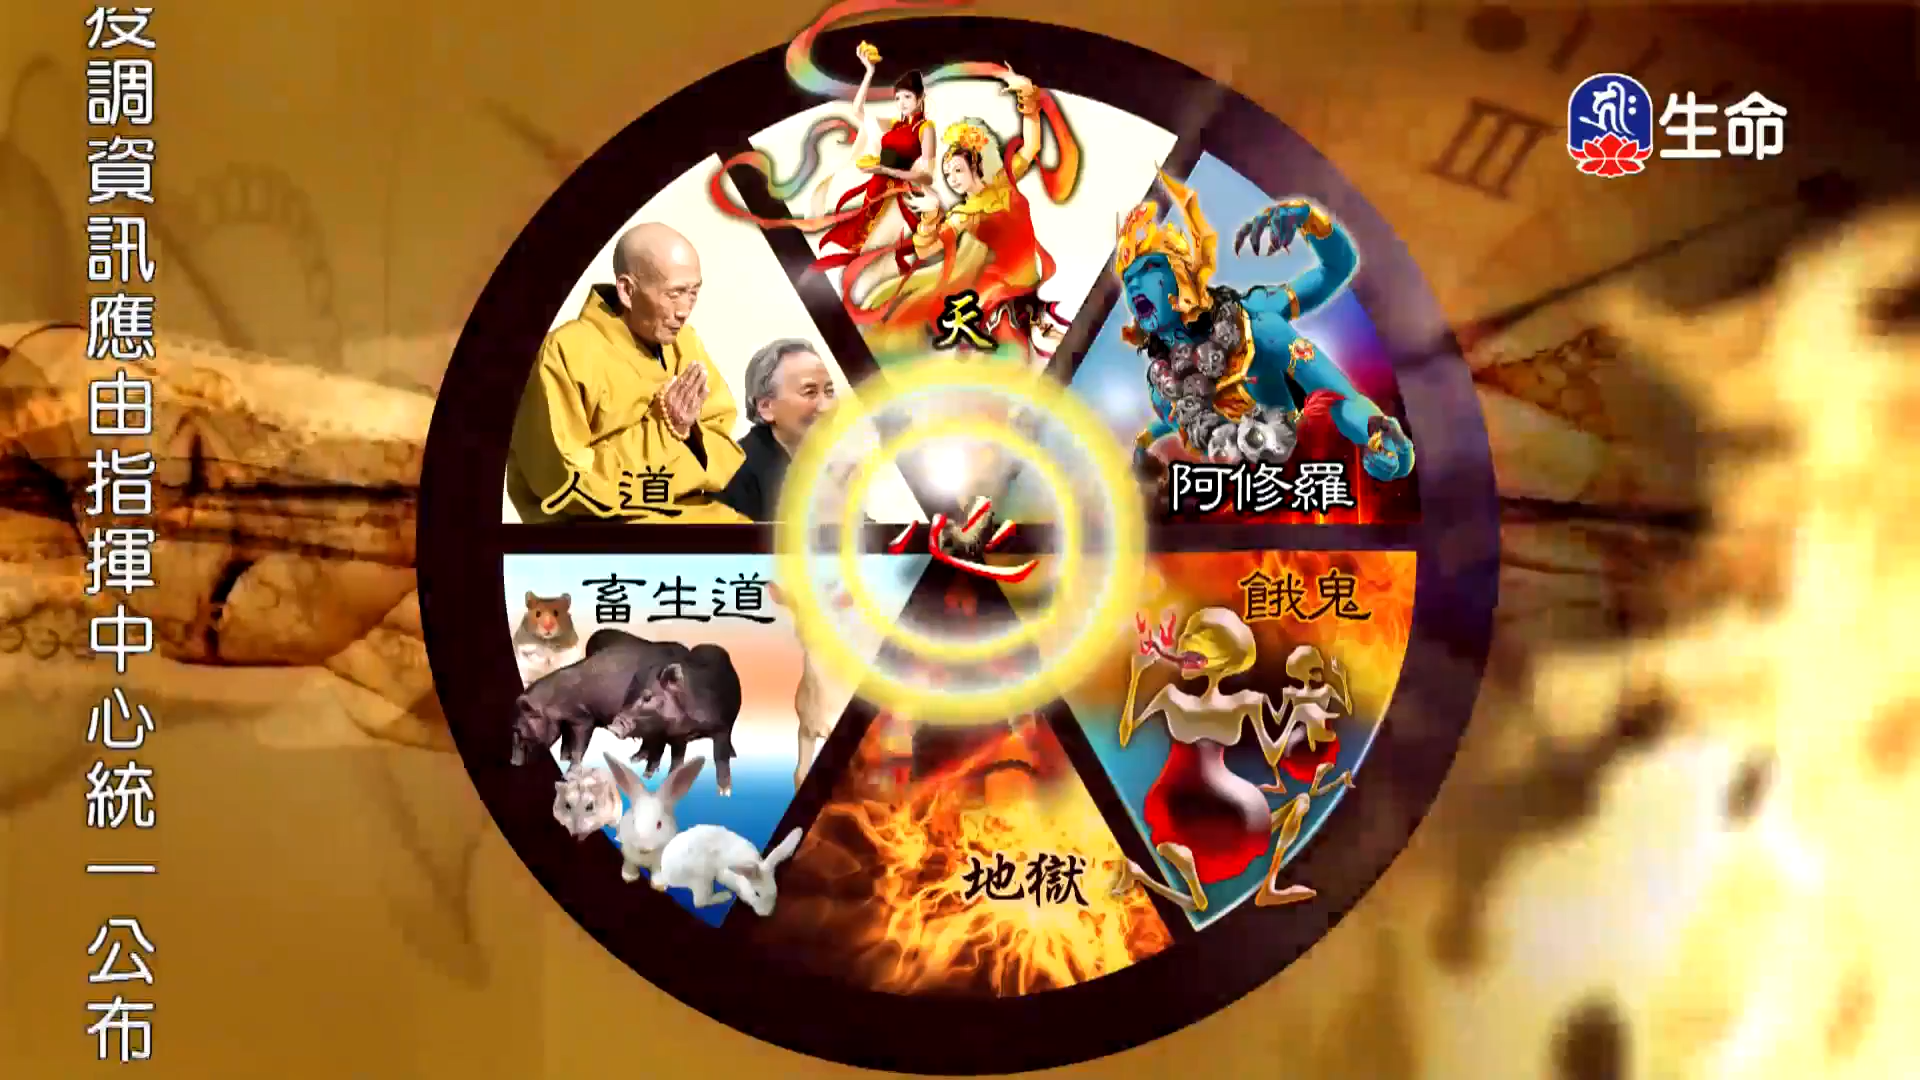 疫調資訊應由指揮中心統一公布
生命
天
人道
阿修羅
心
畜生道
餓鬼
地獄
III